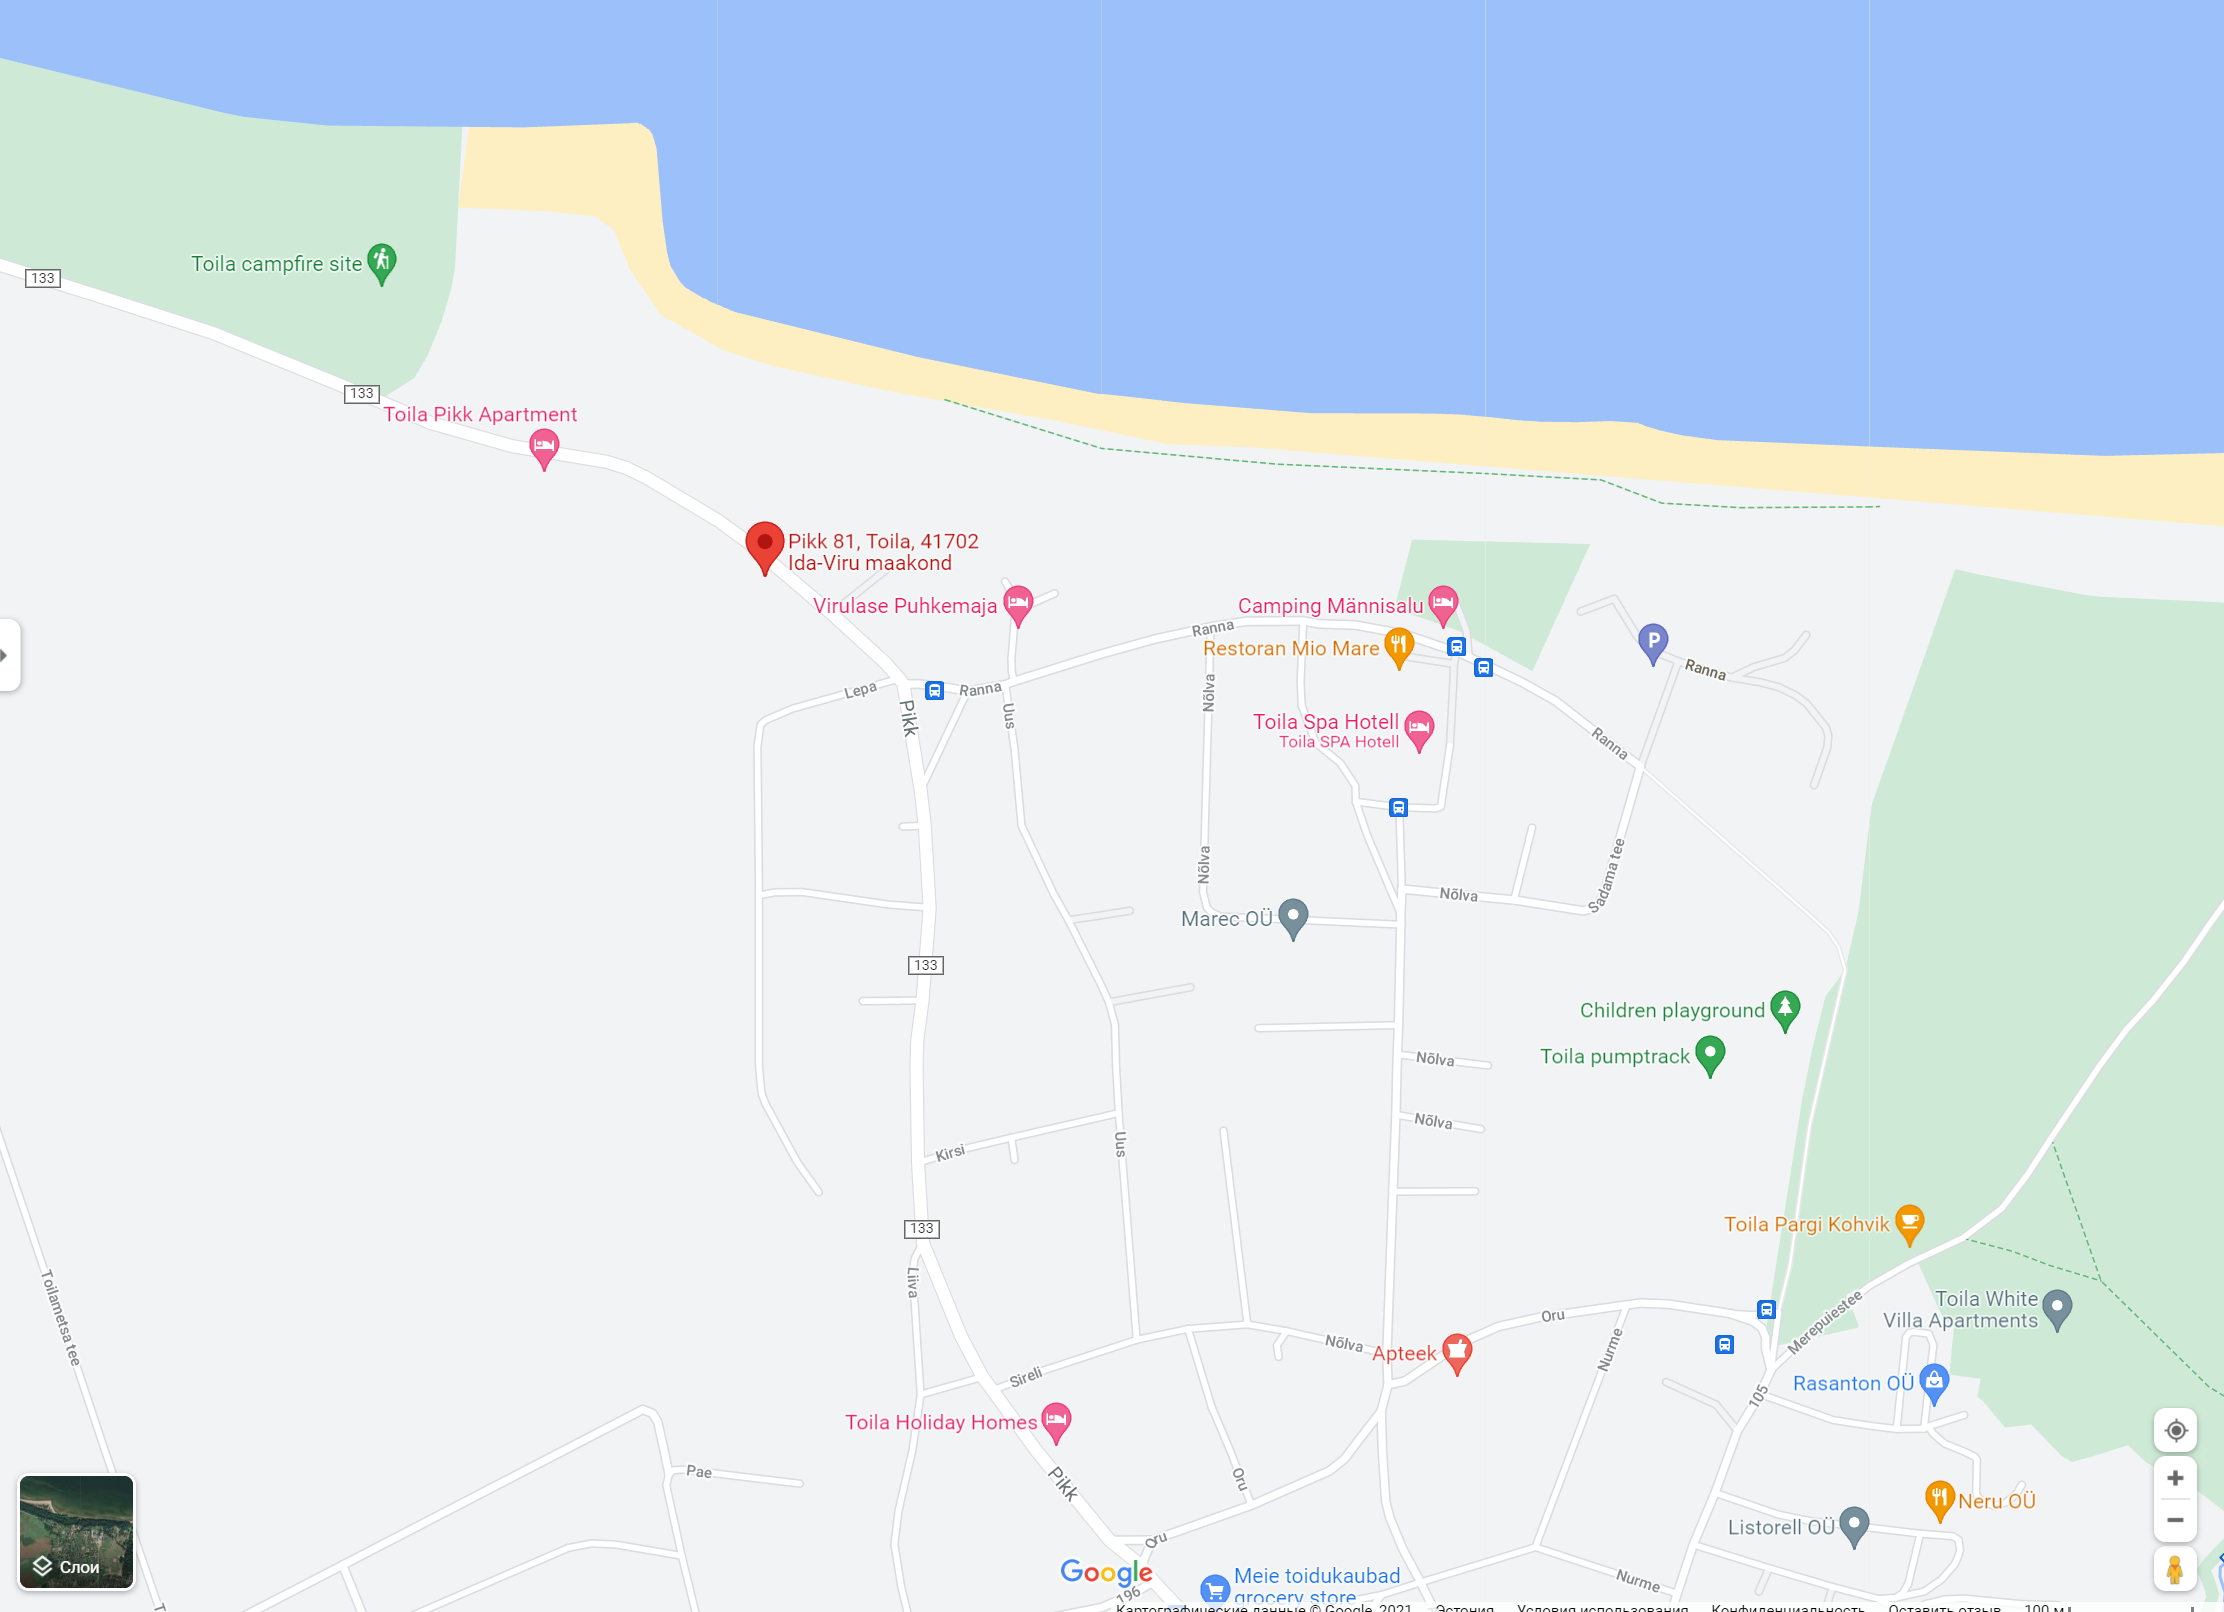 Toila campfire site
133
133
Toila Pikk Apartment
Pikk 81, Toila, 41702
Ida-Viru maakond
Virulase Puhkemaja
Camping Männisalu
Ranna
Restoran Mio Mare
P
Ranna
Lepa
Ranna
Pikk
Uus
Nõlva
Toila Spa Hotell
Toila SPA Hotell
Ranna
Nõlva
Sadama tee
Nõlva
Marec OÜ
133
Children playground
Toila pumptrack
Nõlva
Nõlva
Kirsi
Uus
133
Toila Pargi Kohvik
Liiva
Toilametsa tee
Toila White
Villa Apartments
Merepuiestee
Oru
Nõlva
Nurme
Apteek
Sireli
Rasanton OÜ
105
Toila Holiday Homes
Pae
Pikk
Oru
Neru OÜ
Listorell OÜ
Oru
Слои
Google
Meie toidukaubad
grocery store
Nurme
196
Картографические данные © Google, 2021 Эстония Условия использования Конфиденциальность Оставить отзыв 100 м